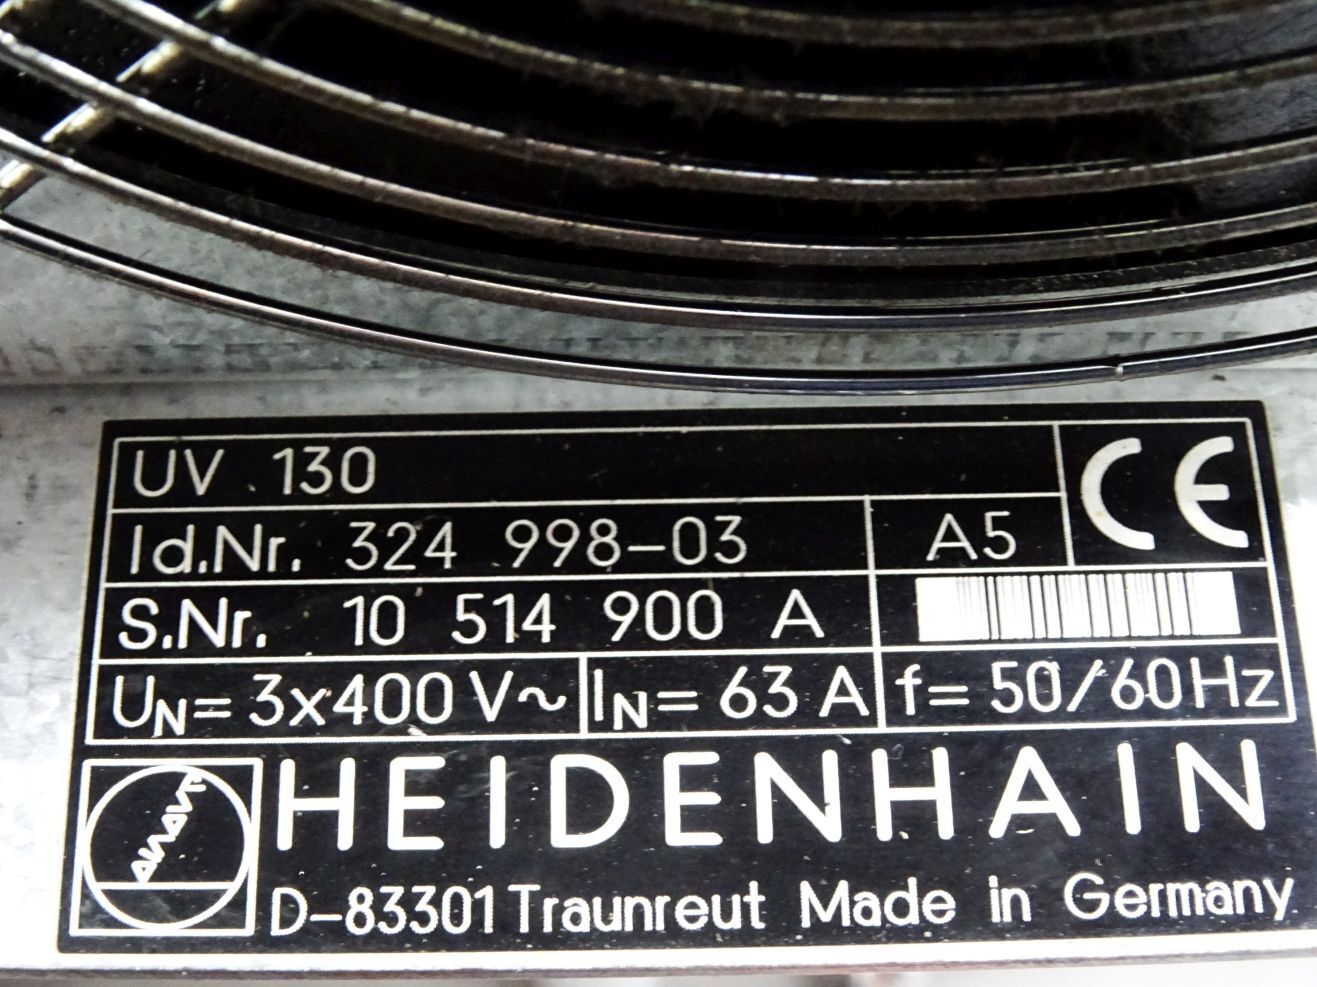 UV 130
CE
Id.Nr. 324 998-03 A5
S.Nr. 10 514 900 A
UN= 3x400 V~ IN= 63 A f= 50/60Hz
HEIDENHAIN
D-83301 Traunreut Made in Germany